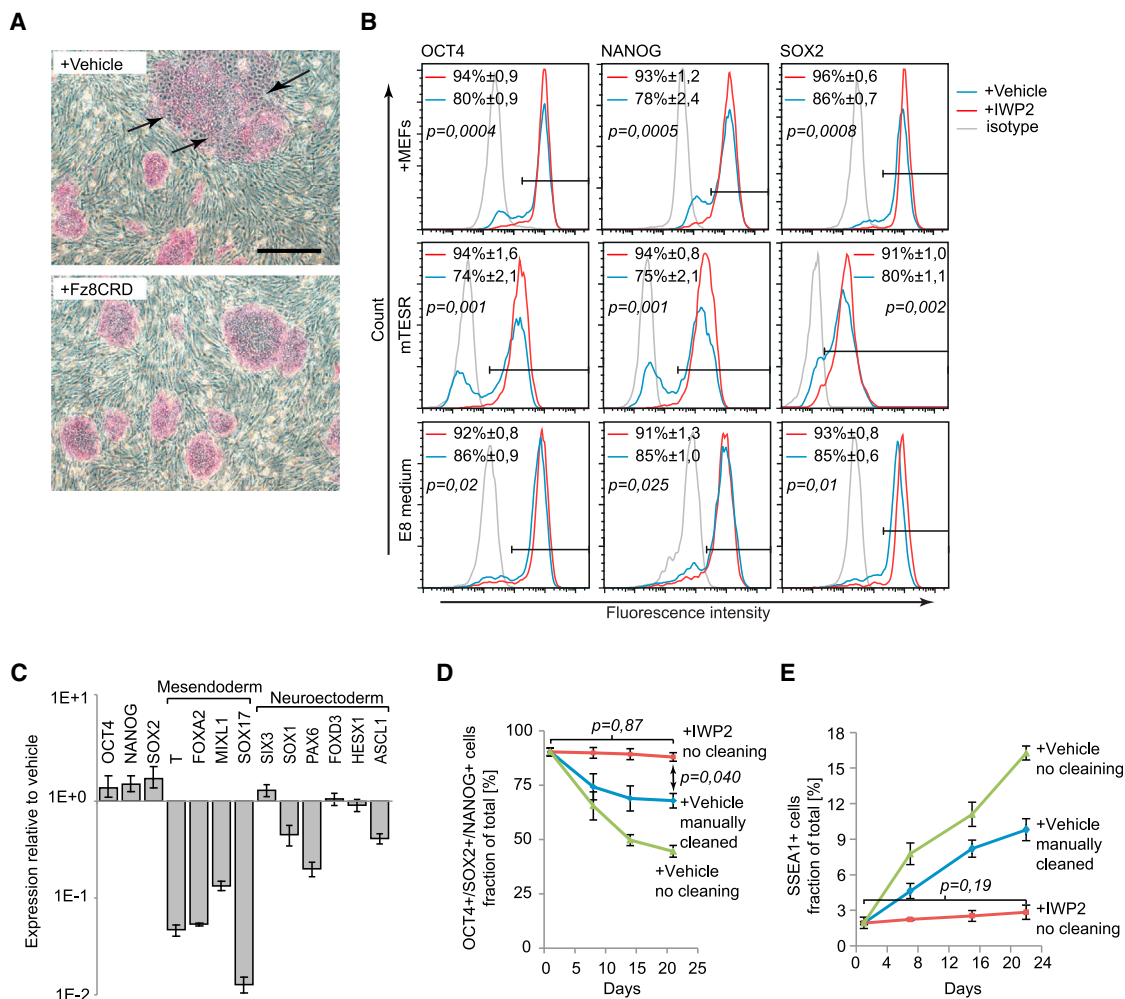 A
+Vehicle
+Fz8CRD
B
OCT4
NANOG
SOX2
+Vehicle
+IWP2
isotype
+MEFs
94%±0,9
80%±0,9
p=0,0004
93%±1,2
78%±2,4
p=0,0005
96%±0,6
86%±0,7
p=0,0008
mTESR
94%±1,6
74%±2,1
p=0,001
94%±0,8
75%±2,1
p=0,001
91%±1,0
80%±1,1
p=0,002
E8 medium
92%±0,8
86%±0,9
p=0,02
91%±1,3
85%±1,0
p=0,025
93%±0,8
85%±0,6
p=0,01
Count
Fluorescence intensity
C
Expression relative to vehicle
1E+1
1E+0
1E-1
1E-2
Mesendoderm
Neuroectoderm
OCT4
NANOG
SOX2
T
FOXA2
MIXL1
SOX17
SIX3
SOX1
PAX6
FOXD3
HESX1
ASCL1
D
OCT4+/SOX2+/NANOG+ cells
fraction of total [%]
100
75
50
25
0
p=0,87
+IWP2
no cleaning
p=0,040
+Vehicle
manually
cleaned
+Vehicle
no cleaning
0 5 10 15 20 25
Days
E
SSEA1+ cells
fraction of total [%]
18
15
12
9
6
3
0
+Vehicle
no cleaining
+Vehicle
manually
cleaned
p=0,19
+IWP2
no cleaning
0 4 8 12 16 20 24
Days